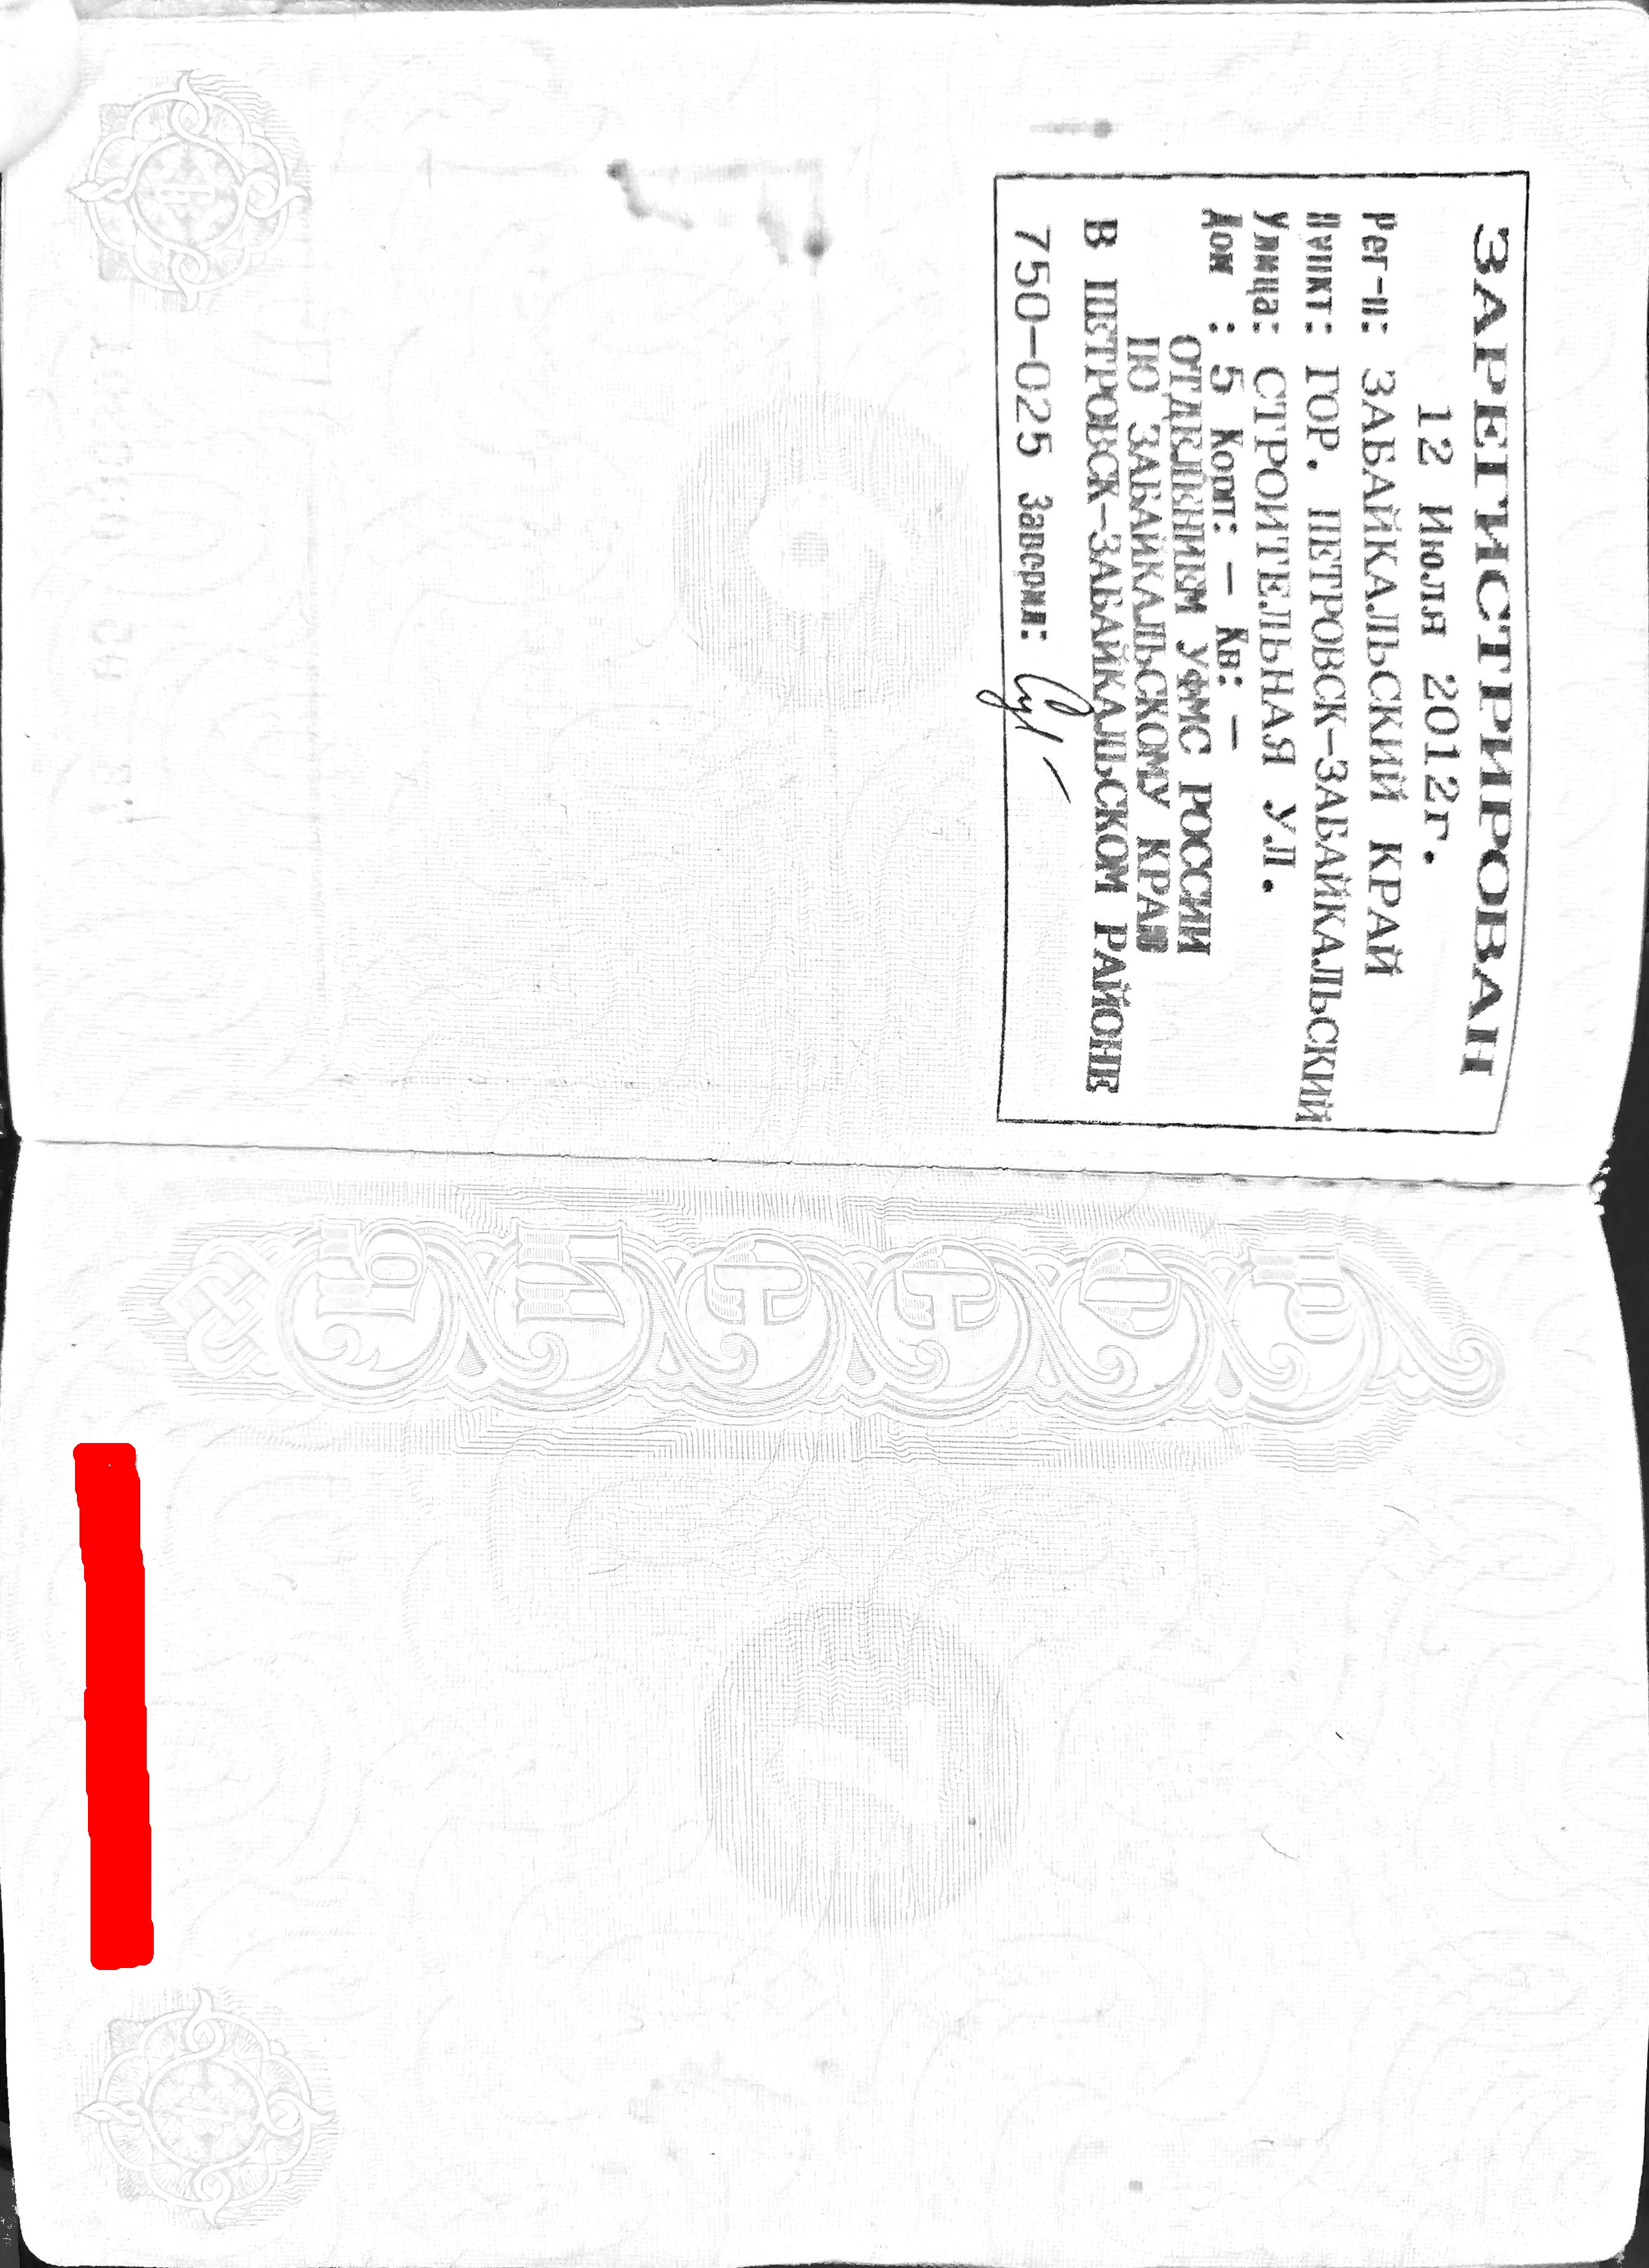 ЗАРЕГИСТРИРОВАН
12 Июля 2012г.
Рег-н: ЗАБАЙКАЛЬСКИЙ КРАЙ
Пункт: ГОР. ПЕТРОВСК-ЗАБАЙКАЛЬСКИЙ
Улица: СТРОИТЕЛЬНАЯ УЛ.
Дом : 5 Корп: – Кв: –
ОТДЕЛЕНИЕМ УФМС РОССИИ
ПО ЗАБАЙКАЛЬСКОМУ КРАЮ
В ПЕТРОВСК-ЗАБАЙКАЛЬСКОМ РАЙОНЕ
750-025 Заверил:
РОССИЯ
7